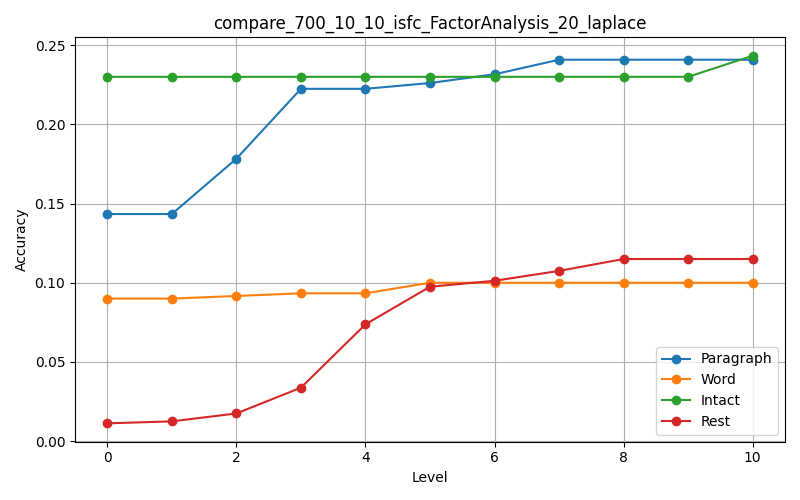 compare_700_10_10_isfc_FactorAnalysis_20_laplace
Accuracy
0.25
0.20
0.15
0.10
0.05
0.00
0 2 4 6 8 10
Level
Paragraph
Word
Intact
Rest